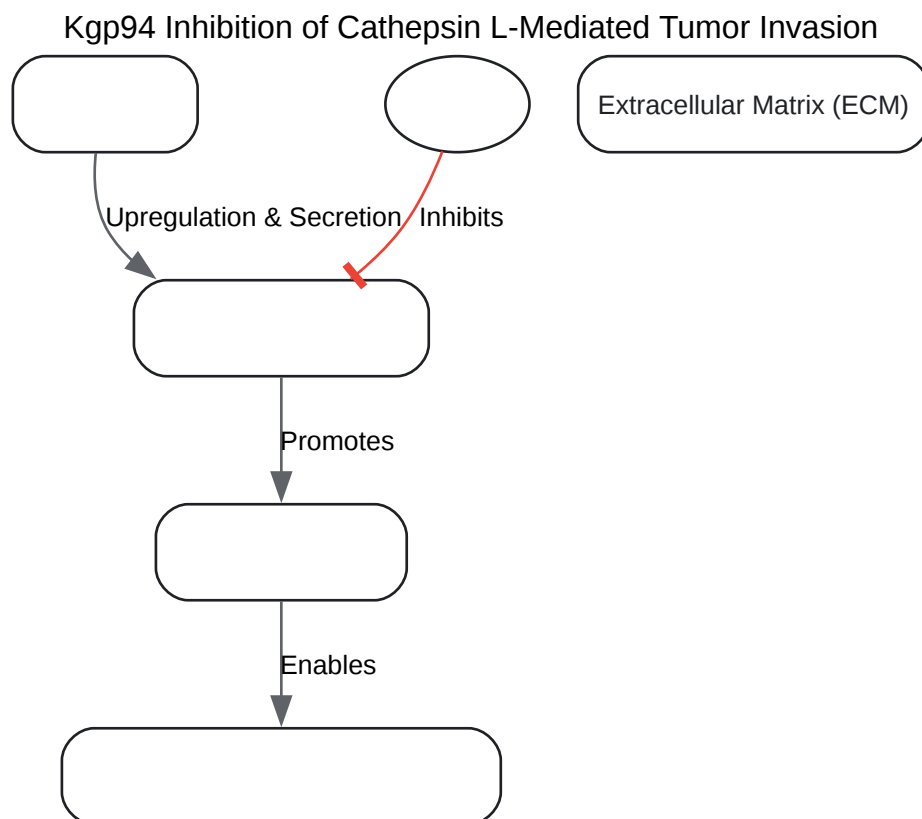 Kgp94 Inhibition of Cathepsin L-Mediated Tumor Invasion
Extracellular Matrix (ECM)
Upregulation & Secretion
Inhibits
Promotes
Enables